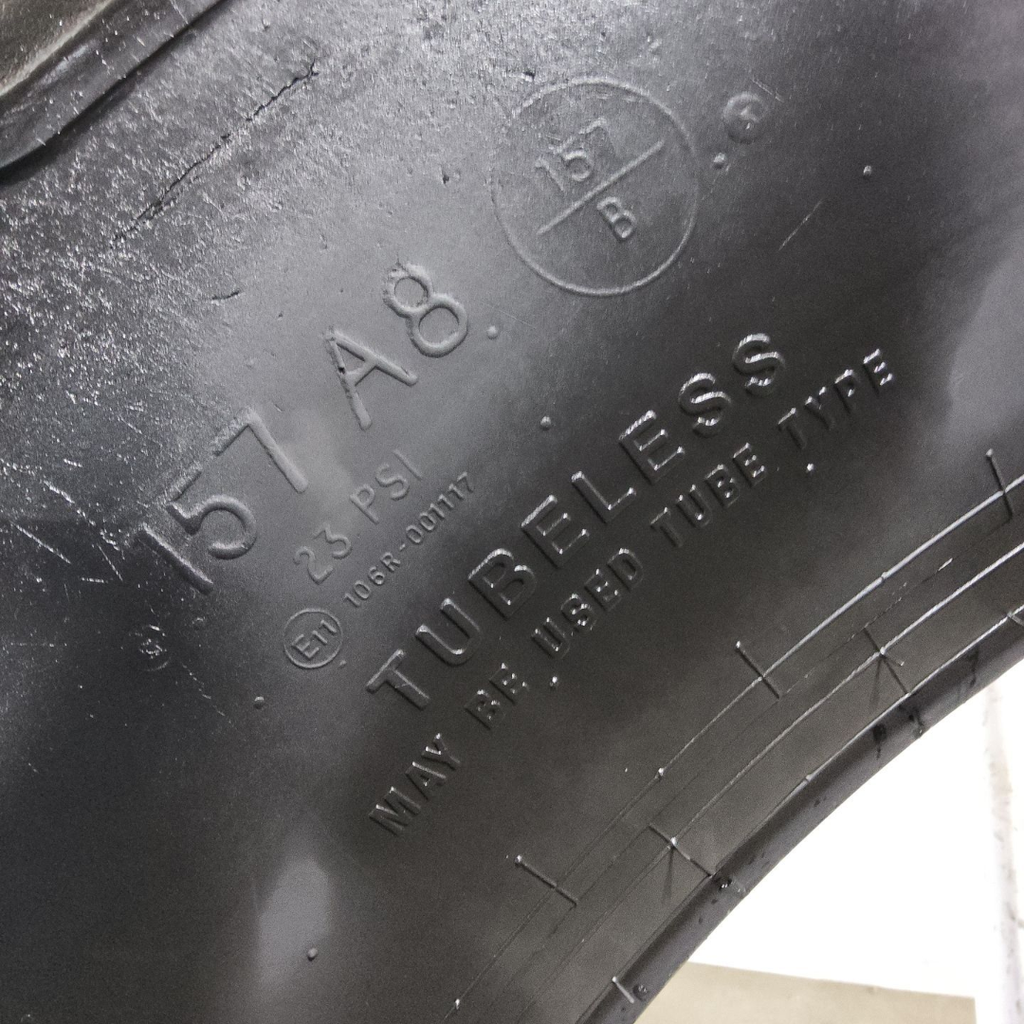 157
B
157 A8
23 PSI
E11 106R-001117
TUBELESS
MAY BE USED TUBE TYPE